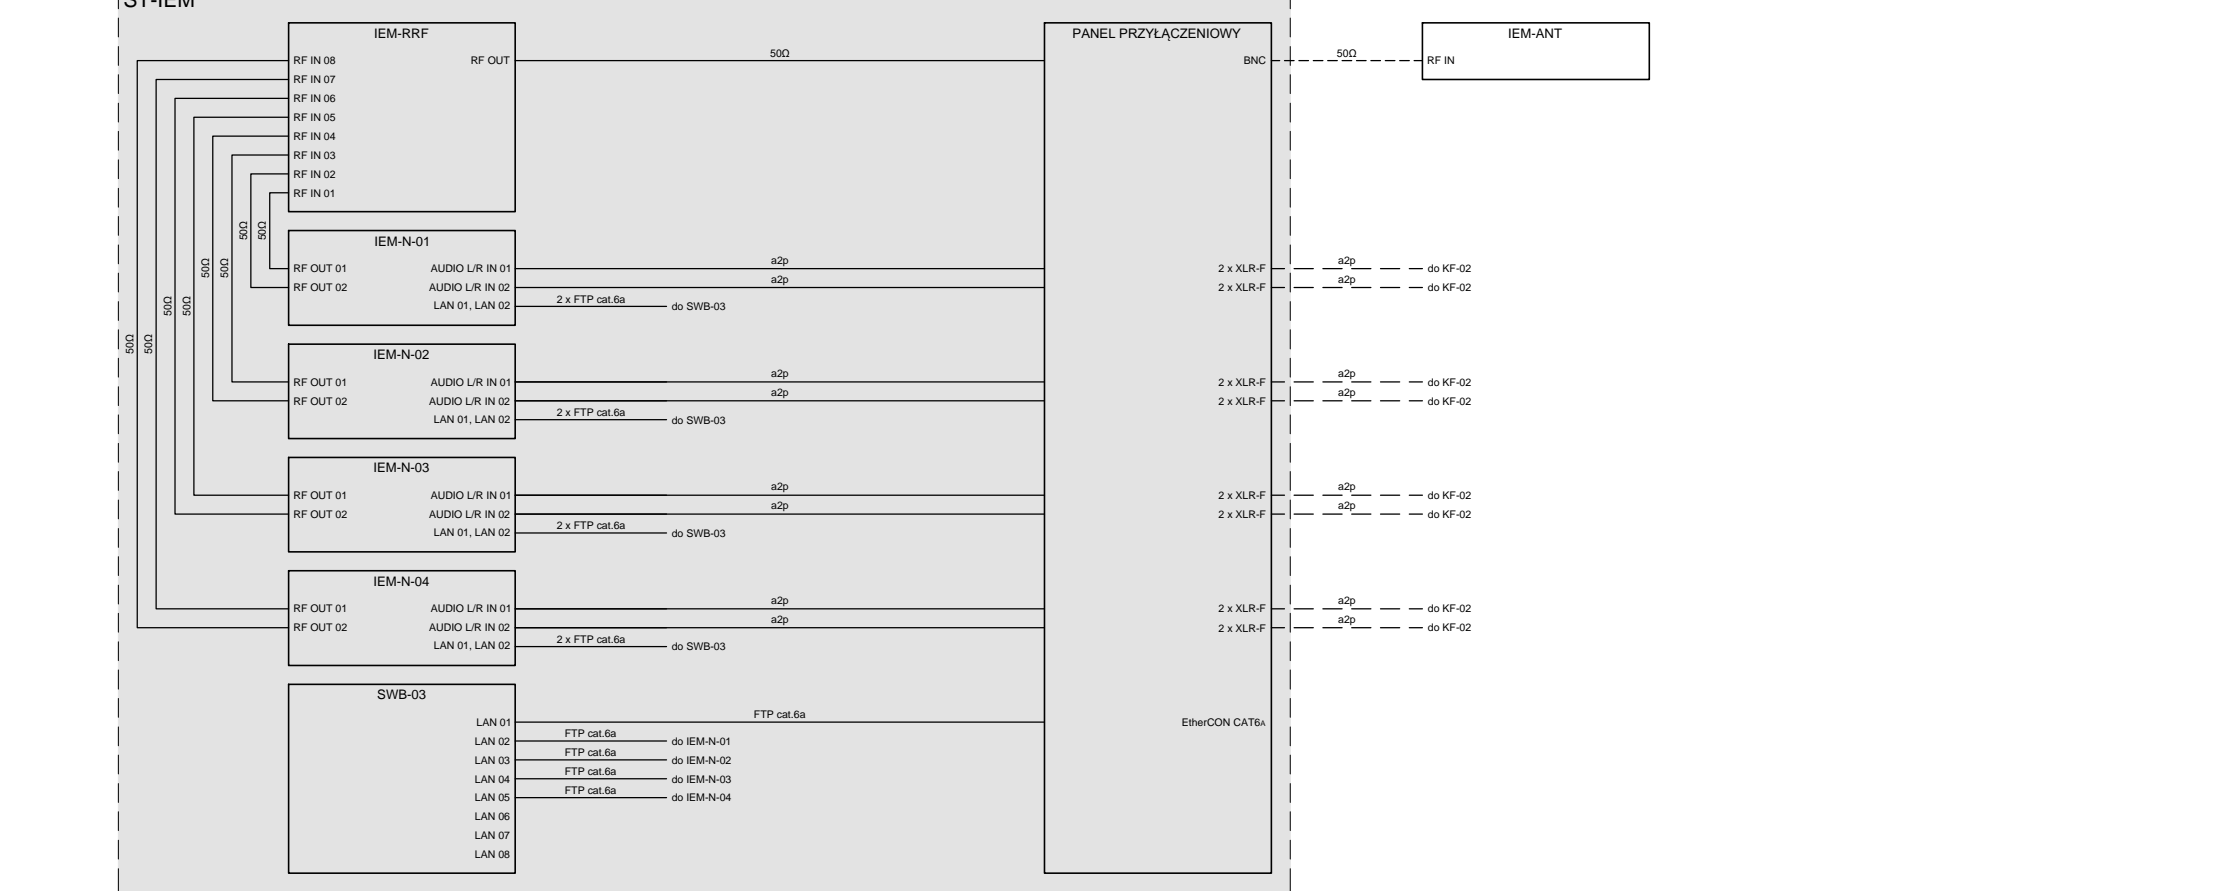 ST-IEM
IEM-RRF
RF IN 08
RF OUT
RF IN 07
RF IN 06
RF IN 05
RF IN 04
RF IN 03
RF IN 02
RF IN 01
50Ω
PANEL PRZYŁĄCZENIOWY
BNC
50Ω
IEM-ANT
RF IN
50Ω
50Ω
50Ω
50Ω
50Ω
50Ω
50Ω
50Ω
IEM-N-01
RF OUT 01
AUDIO L/R IN 01
a2p
2 x XLR-F
a2p
do KF-02
RF OUT 02
AUDIO L/R IN 02
a2p
2 x XLR-F
a2p
do KF-02
LAN 01, LAN 02
2 x FTP cat.6a
do SWB-03
IEM-N-02
RF OUT 01
AUDIO L/R IN 01
a2p
2 x XLR-F
a2p
do KF-02
RF OUT 02
AUDIO L/R IN 02
a2p
2 x XLR-F
a2p
do KF-02
LAN 01, LAN 02
2 x FTP cat.6a
do SWB-03
IEM-N-03
RF OUT 01
AUDIO L/R IN 01
a2p
2 x XLR-F
a2p
do KF-02
RF OUT 02
AUDIO L/R IN 02
a2p
2 x XLR-F
a2p
do KF-02
LAN 01, LAN 02
2 x FTP cat.6a
do SWB-03
IEM-N-04
RF OUT 01
AUDIO L/R IN 01
a2p
2 x XLR-F
a2p
do KF-02
RF OUT 02
AUDIO L/R IN 02
a2p
2 x XLR-F
a2p
do KF-02
LAN 01, LAN 02
2 x FTP cat.6a
do SWB-03
SWB-03
LAN 01
FTP cat.6a
EtherCON CAT6A
LAN 02
FTP cat.6a
do IEM-N-01
LAN 03
FTP cat.6a
do IEM-N-02
LAN 04
FTP cat.6a
do IEM-N-03
LAN 05
FTP cat.6a
do IEM-N-04
LAN 06
LAN 07
LAN 08